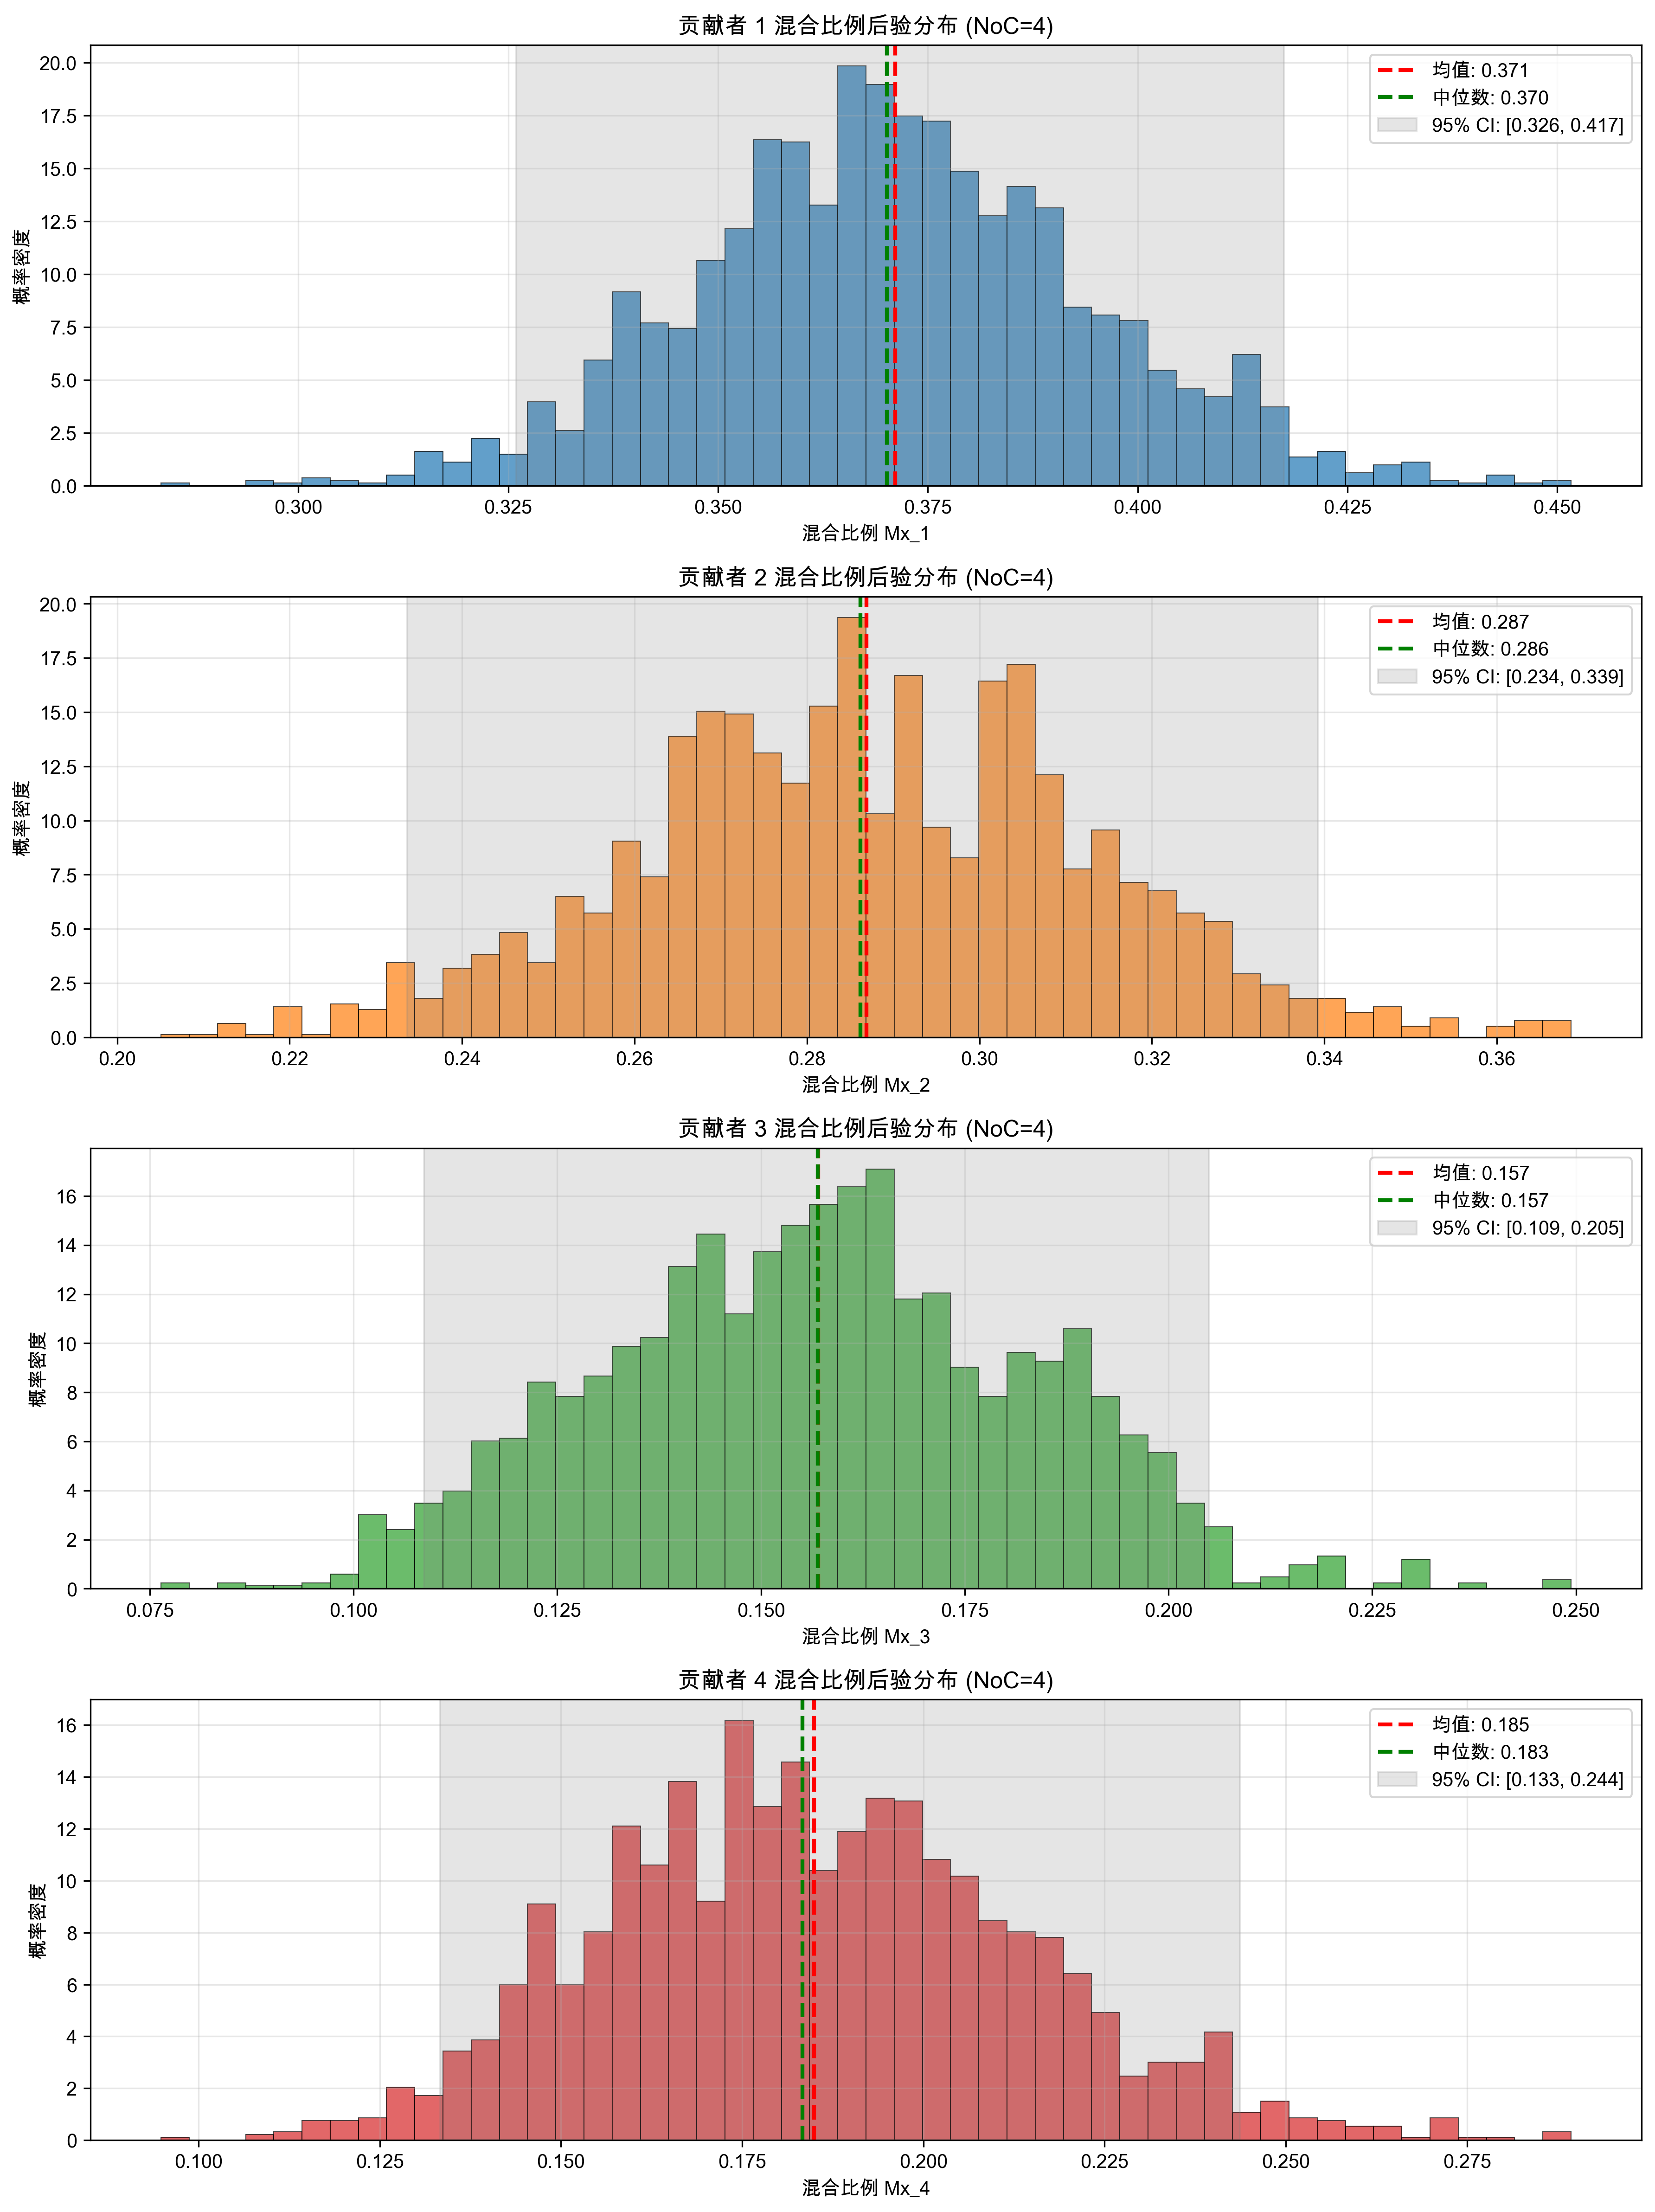 贡献者 1 混合比例后验分布 (NoC=4)
均值: 0.371
中位数: 0.370
95% CI: [0.326, 0.417]
概率密度
20.0
17.5
15.0
12.5
10.0
7.5
5.0
2.5
0.0
0.300 0.325 0.350 0.375 0.400 0.425 0.450
混合比例 Mx_1
贡献者 2 混合比例后验分布 (NoC=4)
均值: 0.287
中位数: 0.286
95% CI: [0.234, 0.339]
概率密度
20.0
17.5
15.0
12.5
10.0
7.5
5.0
2.5
0.0
0.20 0.22 0.24 0.26 0.28 0.30 0.32 0.34 0.36
混合比例 Mx_2
贡献者 3 混合比例后验分布 (NoC=4)
均值: 0.157
中位数: 0.157
95% CI: [0.109, 0.205]
概率密度
16
14
12
10
8
6
4
2
0
0.075 0.100 0.125 0.150 0.175 0.200 0.225 0.250
混合比例 Mx_3
贡献者 4 混合比例后验分布 (NoC=4)
均值: 0.185
中位数: 0.183
95% CI: [0.133, 0.244]
概率密度
16
14
12
10
8
6
4
2
0
0.100 0.125 0.150 0.175 0.200 0.225 0.250 0.275
混合比例 Mx_4